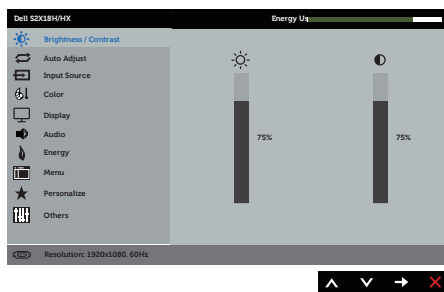 Dell S2X18H/HX
Energy Us
Brightness / Contrast
Auto Adjust
Input Source
Color
Display
Audio
75%
75%
Energy
Menu
Personalize
Others
Resolution: 1920x1080, 60Hz